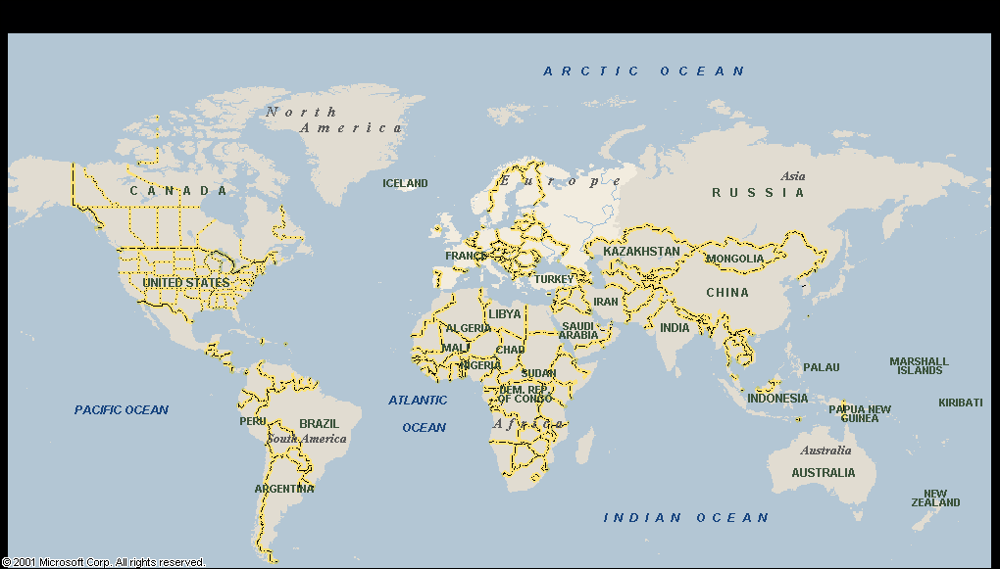 ARCTIC OCEAN
North
America
Europe
Asia
ICELAND
CANADA
RUSSIA
FRANCE
KAZAKHSTAN
MONGOLIA
UNITED STATES
TURKEY
CHINA
IRAN
LIBYA
ALGERIA
SAUDI
ARABIA
INDIA
MALI
CHAD
NIGERIA
SUDAN
PALAU
MARSHALL
ISLANDS
DEM. REP.
OF CONGO
ATLANTIC
OCEAN
PACIFIC OCEAN
INDONESIA
KIRIBATI
PAPUA NEW
GUINEA
PERU
BRAZIL
Africa
South America
Australia
AUSTRALIA
ARGENTINA
NEW
ZEALAND
INDIAN OCEAN
© 2001 Microsoft Corp. All rights reserved.